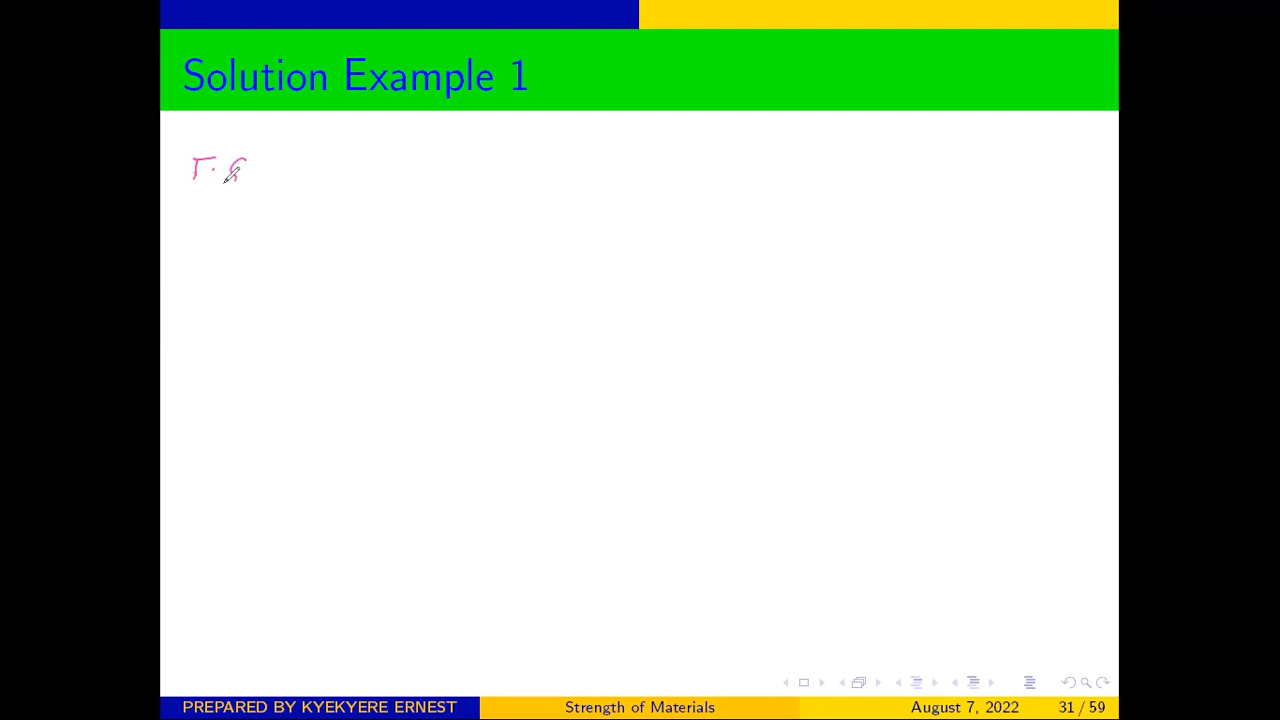 Solution Example 1
PREPARED BY KYEKYERE ERNEST
Strength of Materials
August 7, 2022
31 / 59